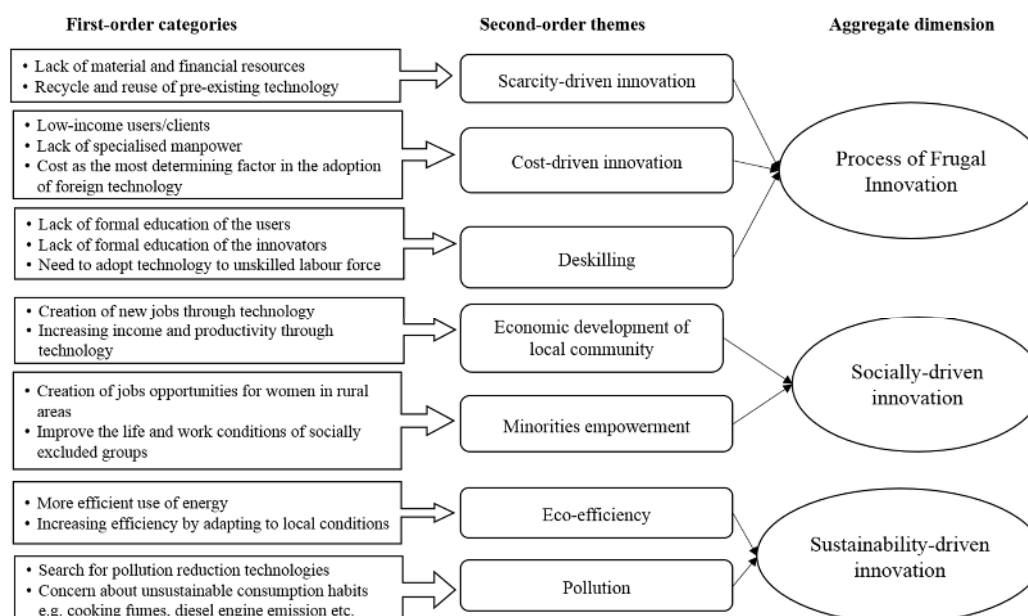 First-order categories
Second-order themes
Aggregate dimension
• Lack of material and financial resources
• Recycle and reuse of pre-existing technology
Scarcity-driven innovation
• Low-income users/clients
• Lack of specialised manpower
• Cost as the most determining factor in the adoption
of foreign technology
Cost-driven innovation
Process of Frugal
Innovation
• Lack of formal education of the users
• Lack of formal education of the innovators
• Need to adopt technology to unskilled labour force
Deskilling
• Creation of new jobs through technology
• Increasing income and productivity through
technology
Economic development of
local community
• Creation of jobs opportunities for women in rural
areas
• Improve the life and work conditions of socially
excluded groups
Minorities empowerment
Socially-driven
innovation
• More efficient use of energy
• Increasing efficiency by adapting to local conditions
Eco-efficiency
• Search for pollution reduction technologies
• Concern about unsustainable consumption habits
e.g. cooking fumes, diesel engine emission etc.
Pollution
Sustainability-driven
innovation